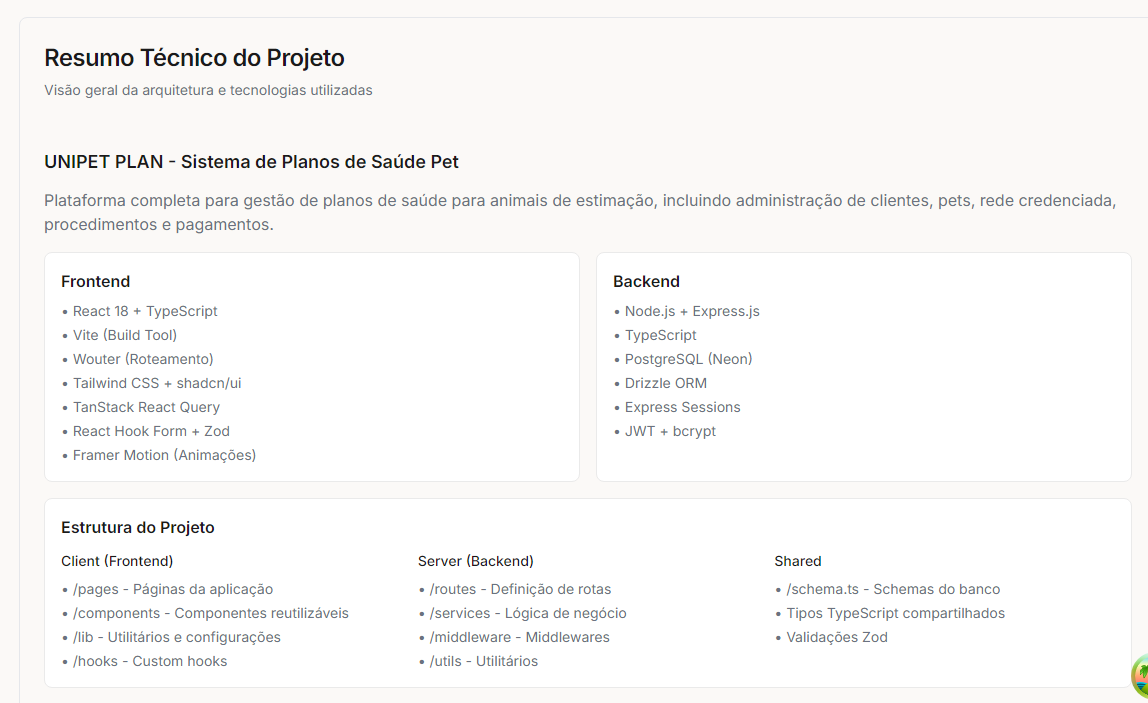 Resumo Técnico do Projeto
Visão geral da arquitetura e tecnologias utilizadas
UNIPET PLAN - Sistema de Planos de Saúde Pet
Plataforma completa para gestão de planos de saúde para animais de estimação, incluindo administração de clientes, pets, rede credenciada,
procedimentos e pagamentos.
Frontend
• React 18 + TypeScript
• Vite (Build Tool)
• Wouter (Roteamento)
• Tailwind CSS + shadcn/ui
• TanStack React Query
• React Hook Form + Zod
• Framer Motion (Animações)
Backend
• Node.js + Express.js
• TypeScript
• PostgreSQL (Neon)
• Drizzle ORM
• Express Sessions
• JWT + bcrypt
Estrutura do Projeto
Client (Frontend)
• /pages - Páginas da aplicação
• /components - Componentes reutilizáveis
• /lib - Utilitários e configurações
• /hooks - Custom hooks
Server (Backend)
• /routes - Definição de rotas
• /services - Lógica de negócio
• /middleware - Middlewares
• /utils - Utilitários
Shared
• /schema.ts - Schemas do banco
• Tipos TypeScript compartilhados
• Validações Zod